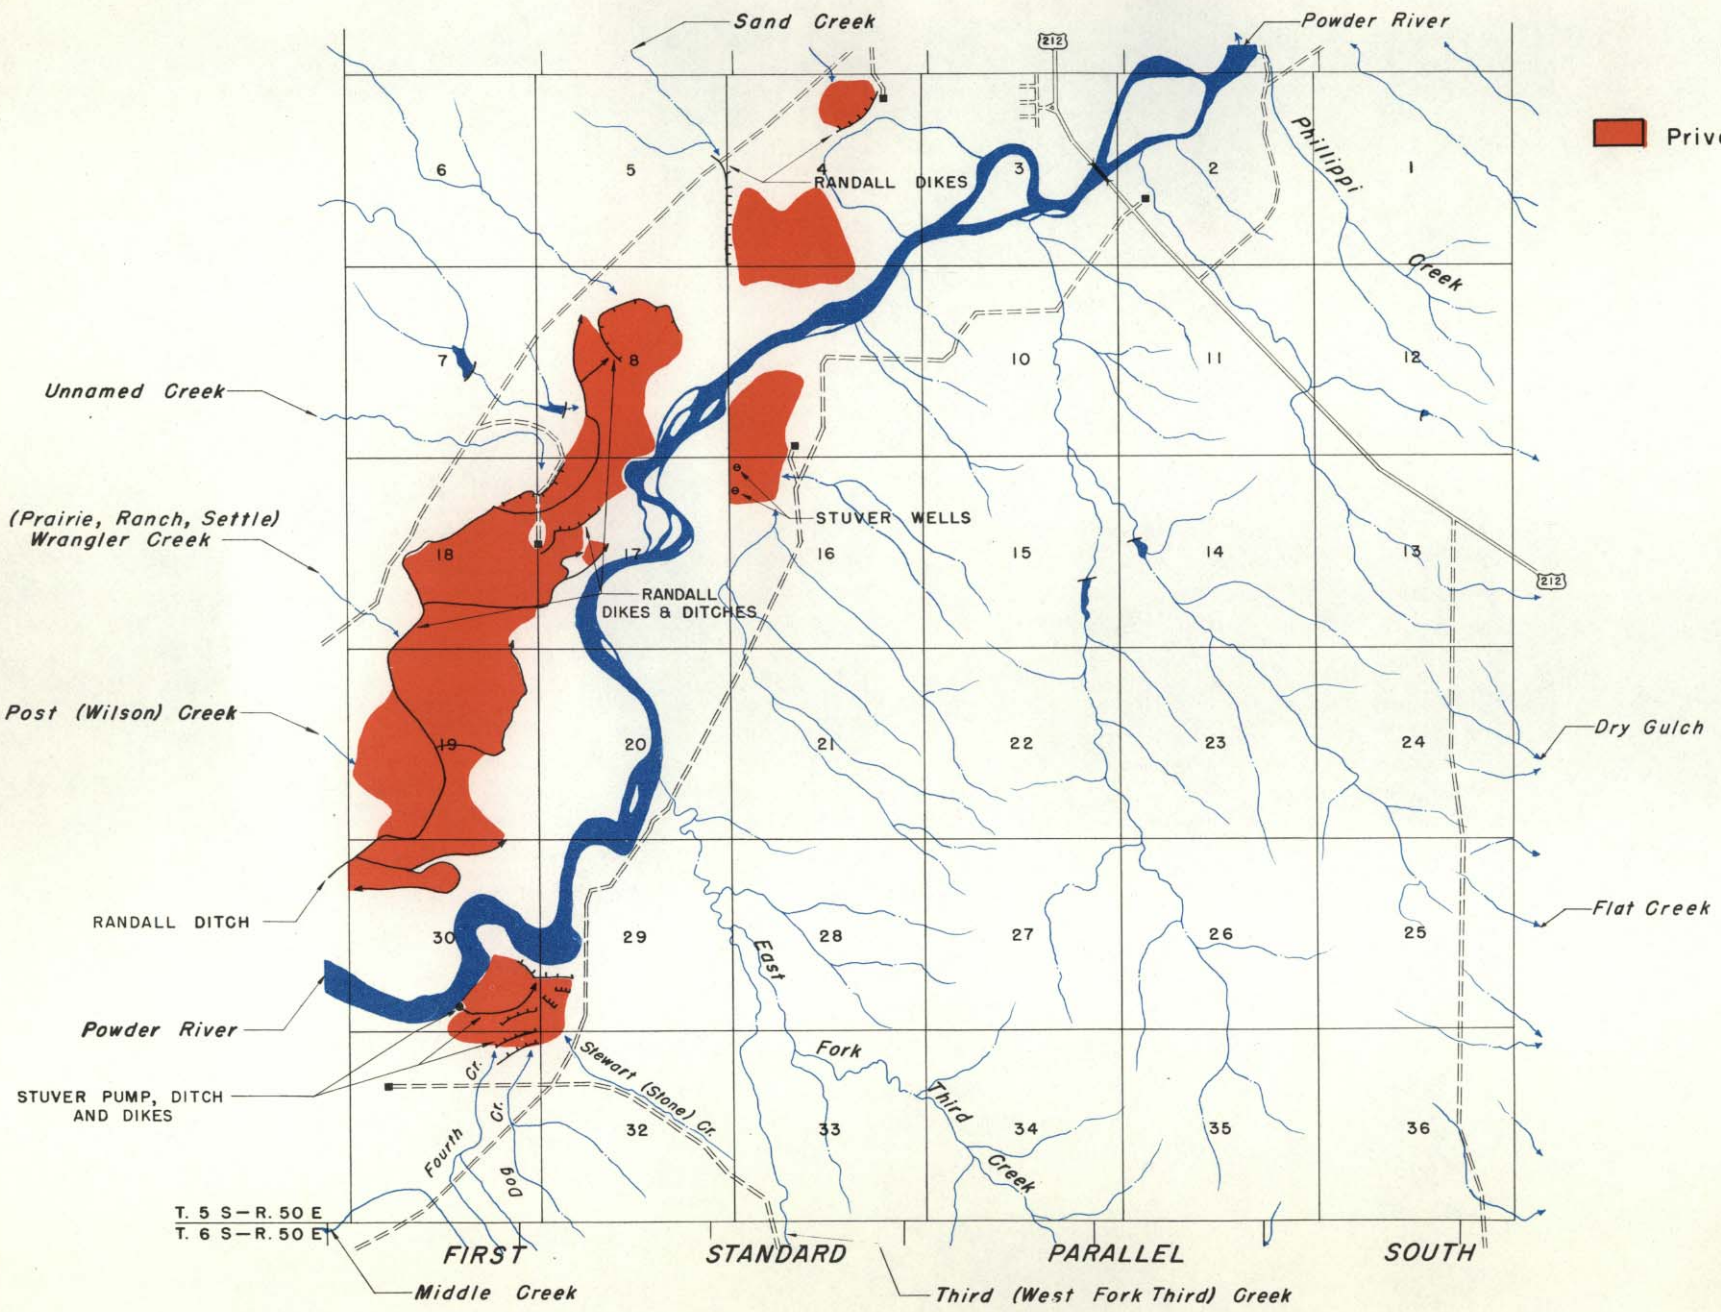 Sand Creek
Powder River
212
Phillippi
Creek
6
5
4
3
2
1
RANDALL DIKES
7
8
10
11
12
Unnamed Creek
(Prairie, Ranch, Settle)
Wrangler Creek
STUVER WELLS
18
17
16
15
14
13
212
RANDALL
DIKES & DITCHES
Post (Wilson) Creek
19
20
21
22
23
24
Dry Gulch
RANDALL DITCH
30
29
28
27
26
25
Flat Creek
East
Fork
Third
Creek
Powder River
STUVER PUMP, DITCH
AND DIKES
Fourth Cr.
Dog Cr.
Stewart (Stone) Cr.
32
33
34
35
36
T. 5 S–R. 50 E
T. 6 S–R. 50 E
FIRST STANDARD PARALLEL SOUTH
Middle Creek
Third (West Fork Third) Creek